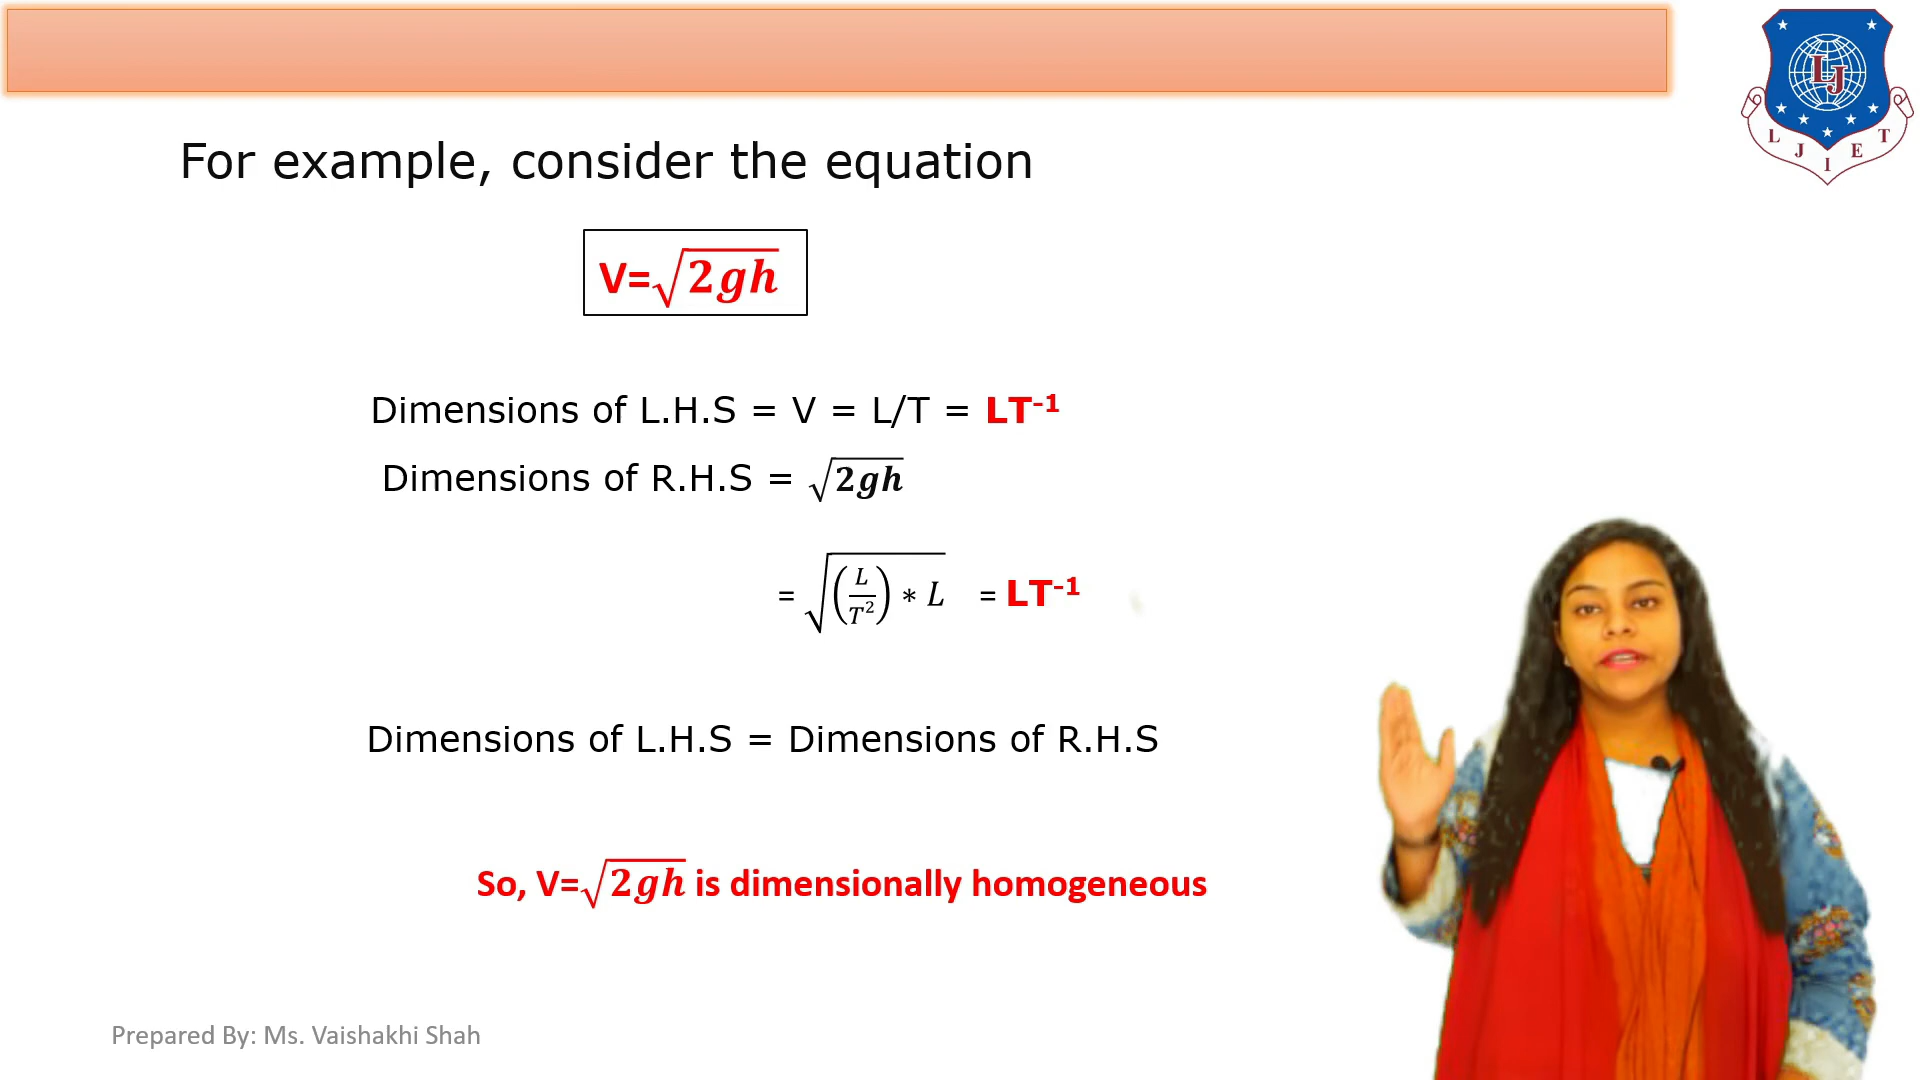 LJ
L J I E T
For example, consider the equation
V=√2gh
Dimensions of L.H.S = V = L/T = LT⁻¹
Dimensions of R.H.S = √2gh
= √(L/T²) * L = LT⁻¹
Dimensions of L.H.S = Dimensions of R.H.S
So, V=√2gh is dimensionally homogeneous
Prepared By: Ms. Vaishakhi Shah